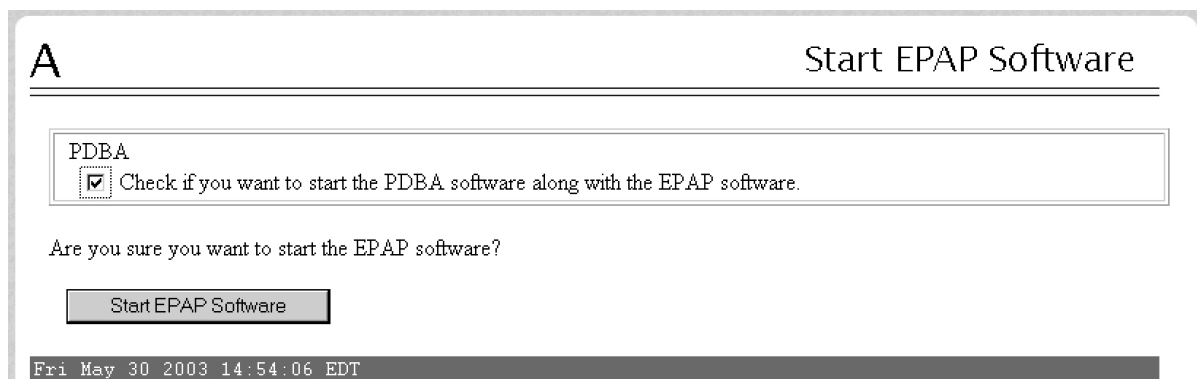 A
Start EPAP Software
PDBA
Check if you want to start the PDBA software along with the EPAP software.
Are you sure you want to start the EPAP software?
Start EPAP Software
Fri May 30 2003 14:54:06 EDT